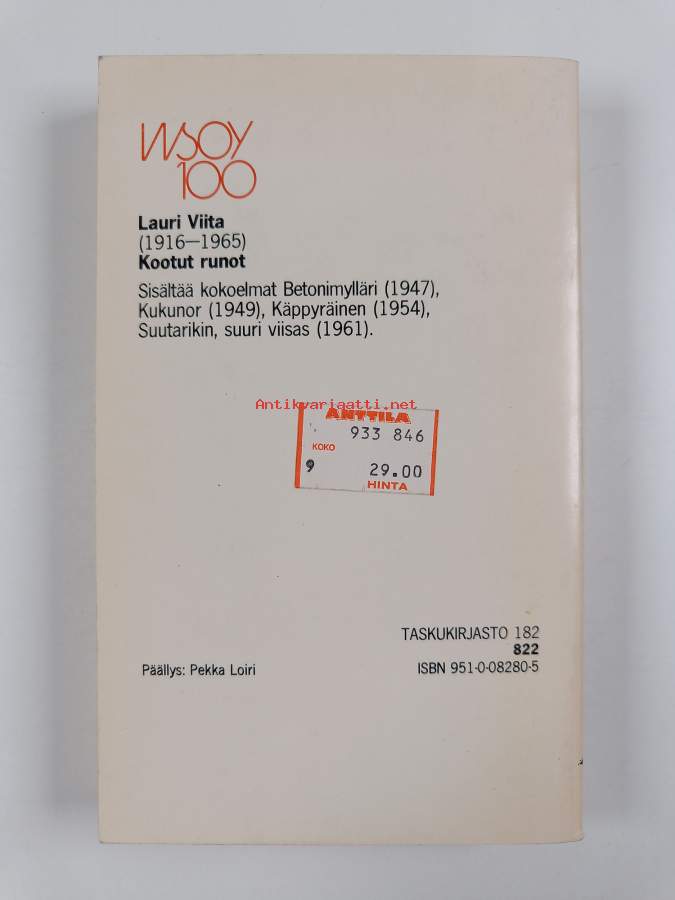 WSOY
100
Lauri Viita
(1916—1965)
Kootut runot
Sisältää kokoelmat Betonimylläri (1947),
Kukunor (1949), Käppyräinen (1954),
Suutarikin, suuri viisas (1961).
Antikvariaatti.net
ANTTILA
933 846
KOKO
9 29.00
HINTA
TASKUKIRJASTO 182
822
Päällys: Pekka Loiri ISBN 951-0-08280-5